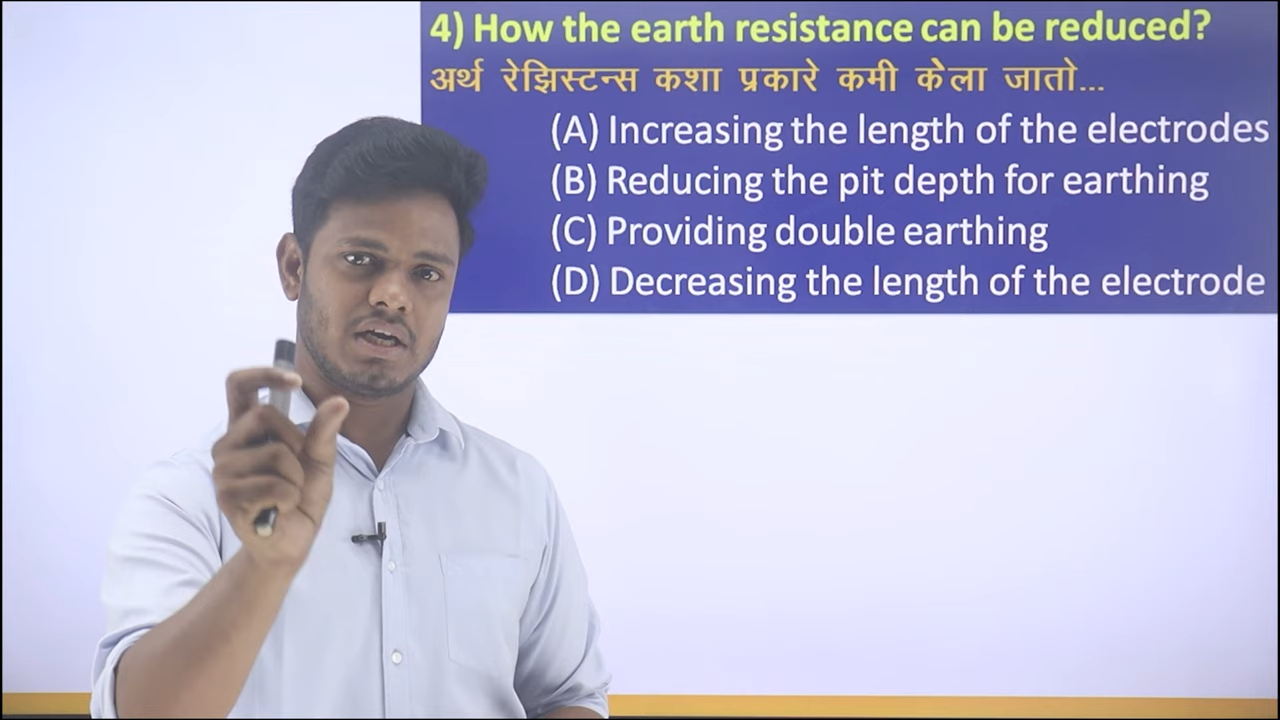 4) How the earth resistance can be reduced?
अर्थ रेझिस्टन्स कशा प्रकारे कमी केेला जातो...
(A) Increasing the length of the electrodes
(B) Reducing the pit depth for earthing
(C) Providing double earthing
(D) Decreasing the length of the electrode